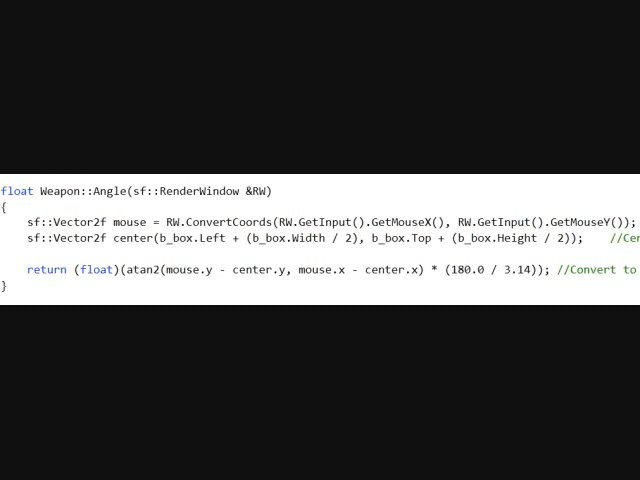 float Weapon::Angle(sf::RenderWindow &RW)
{
sf::Vector2f mouse = RW.ConvertCoords(RW.GetInput().GetMouseX(), RW.GetInput().GetMouseY());
sf::Vector2f center(b_box.Left + (b_box.Width / 2), b_box.Top + (b_box.Height / 2)); //Cer
return (float)(atan2(mouse.y - center.y, mouse.x - center.x) * (180.0 / 3.14)); //Convert to
}